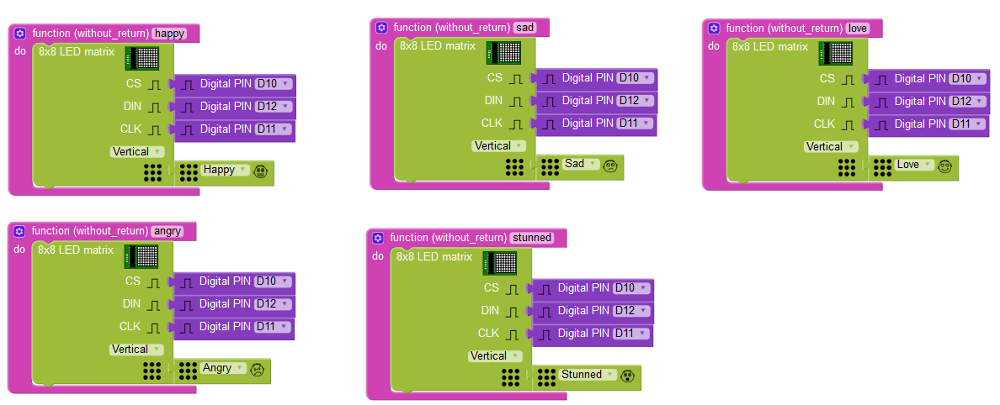 function (without_return) happy
do
8x8 LED matrix
CS Digital PIN D10
DIN Digital PIN D12
CLK Digital PIN D11
Vertical
Happy
function (without_return) sad
do
8x8 LED matrix
CS Digital PIN D10
DIN Digital PIN D12
CLK Digital PIN D11
Vertical
Sad
function (without_return) love
do
8x8 LED matrix
CS Digital PIN D10
DIN Digital PIN D12
CLK Digital PIN D11
Vertical
Love
function (without_return) angry
do
8x8 LED matrix
CS Digital PIN D10
DIN Digital PIN D12
CLK Digital PIN D11
Vertical
Angry
function (without_return) stunned
do
8x8 LED matrix
CS Digital PIN D10
DIN Digital PIN D12
CLK Digital PIN D11
Vertical
Stunned